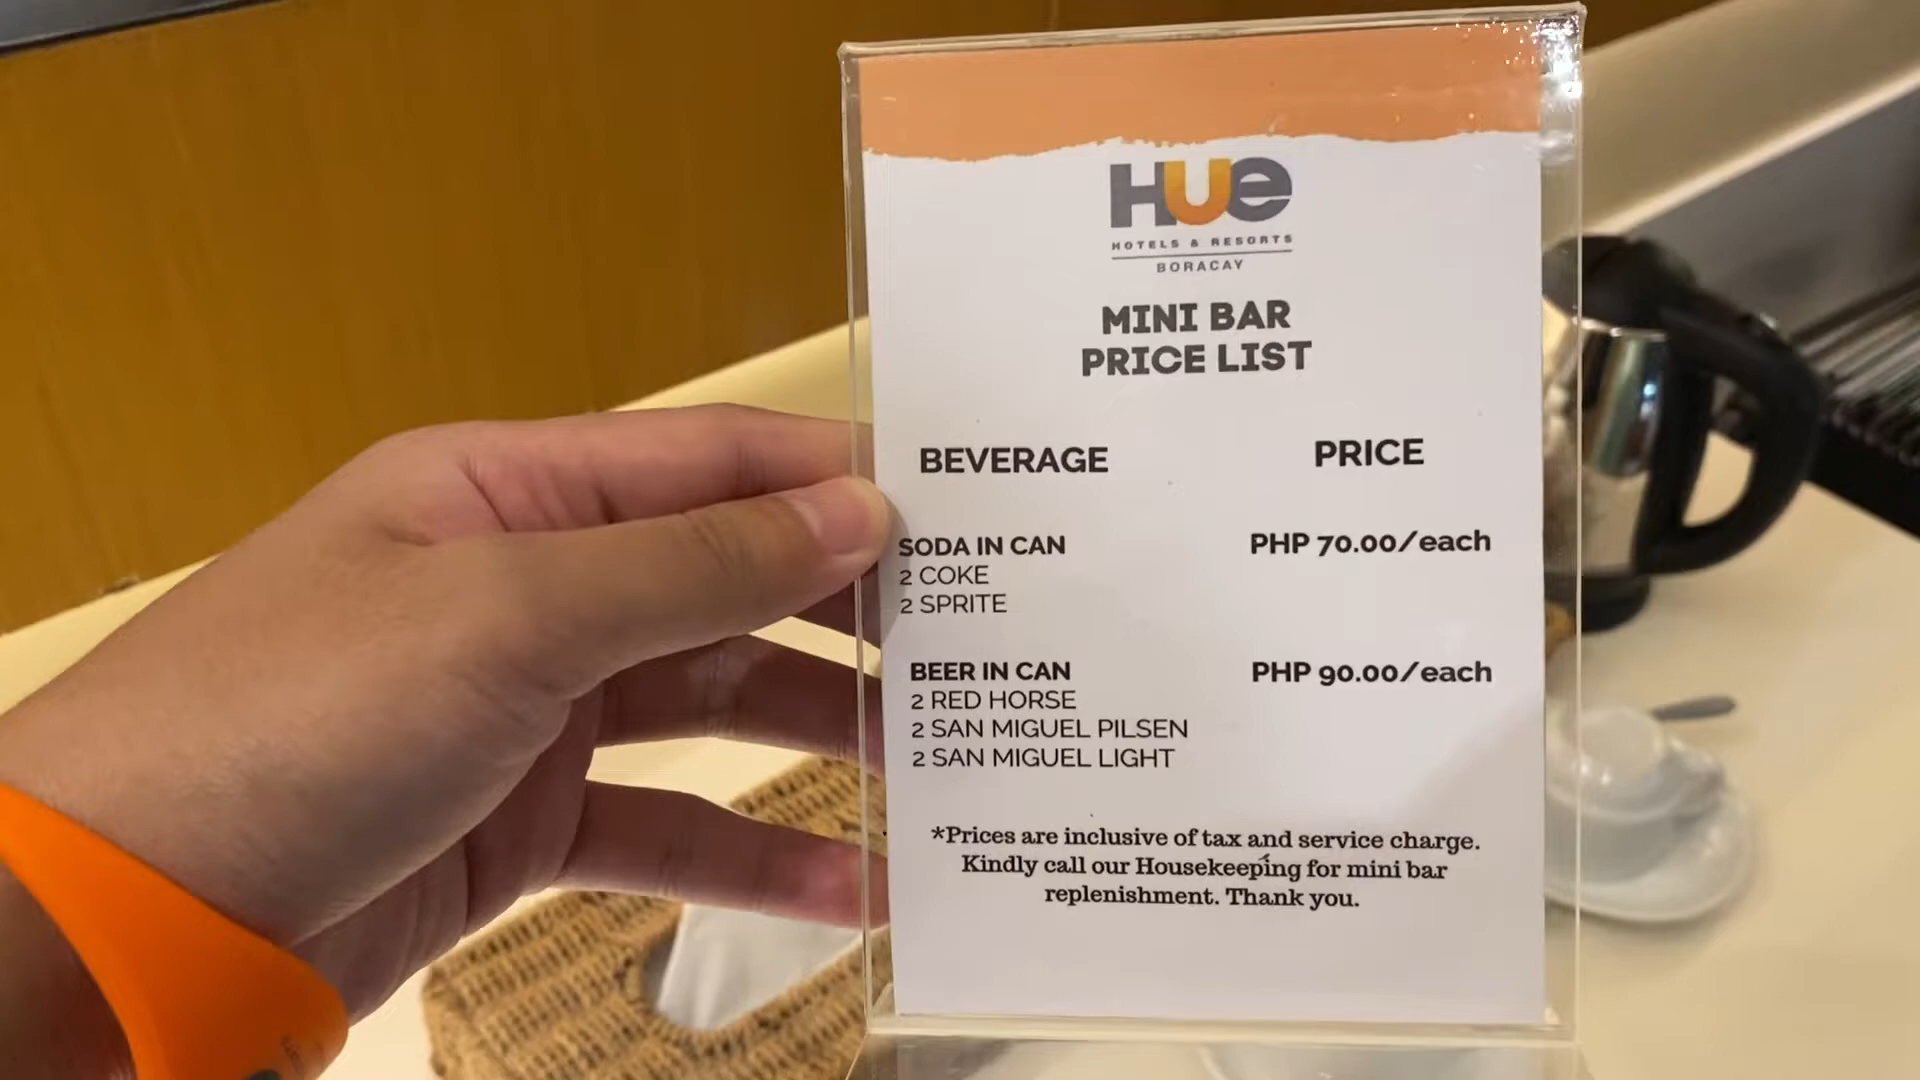 HUE
HOTELS & RESORTS
BORACAY
MINI BAR
PRICE LIST
BEVERAGE PRICE
SODA IN CAN PHP 70.00/each
2 COKE
2 SPRITE
BEER IN CAN PHP 90.00/each
2 RED HORSE
2 SAN MIGUEL PILSEN
2 SAN MIGUEL LIGHT
*Prices are inclusive of tax and service charge.
Kindly call our Housekeeping for mini bar
replenishment. Thank you.